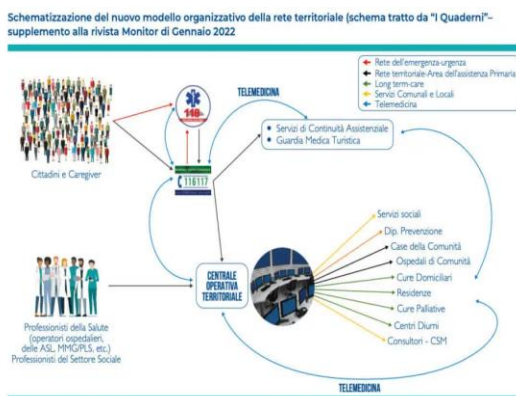 Schematizzazione del nuovo modello organizzativo della rete territoriale (schema tratto da "I Quaderni"–
supplemento alla rivista Monitor di Gennaio 2022
Rete dell'emergenza-urgenza
Rete territoriale-Area dell'assistenza Primaria
Long term-care
Servizi Comunali e Locali
Telemedicina
TELEMEDICINA
118
Servizi di Continuità Assistenziale
Guardia Medica Turistica
116117
Cittadini e Caregiver
Servizi sociali
Dip. Prevenzione
Case della Comunità
Ospedali di Comunità
Cure Domiciliari
Residenze
Cure Palliative
Centri Diurni
Consultori - CSM
CENTRALE
OPERATIVA
TERRITORIALE
Professionisti della Salute
(operatori ospedalieri,
delle ASL, MMG/PLS, etc.)
Professionisti del Settore Sociale
TELEMEDICINA